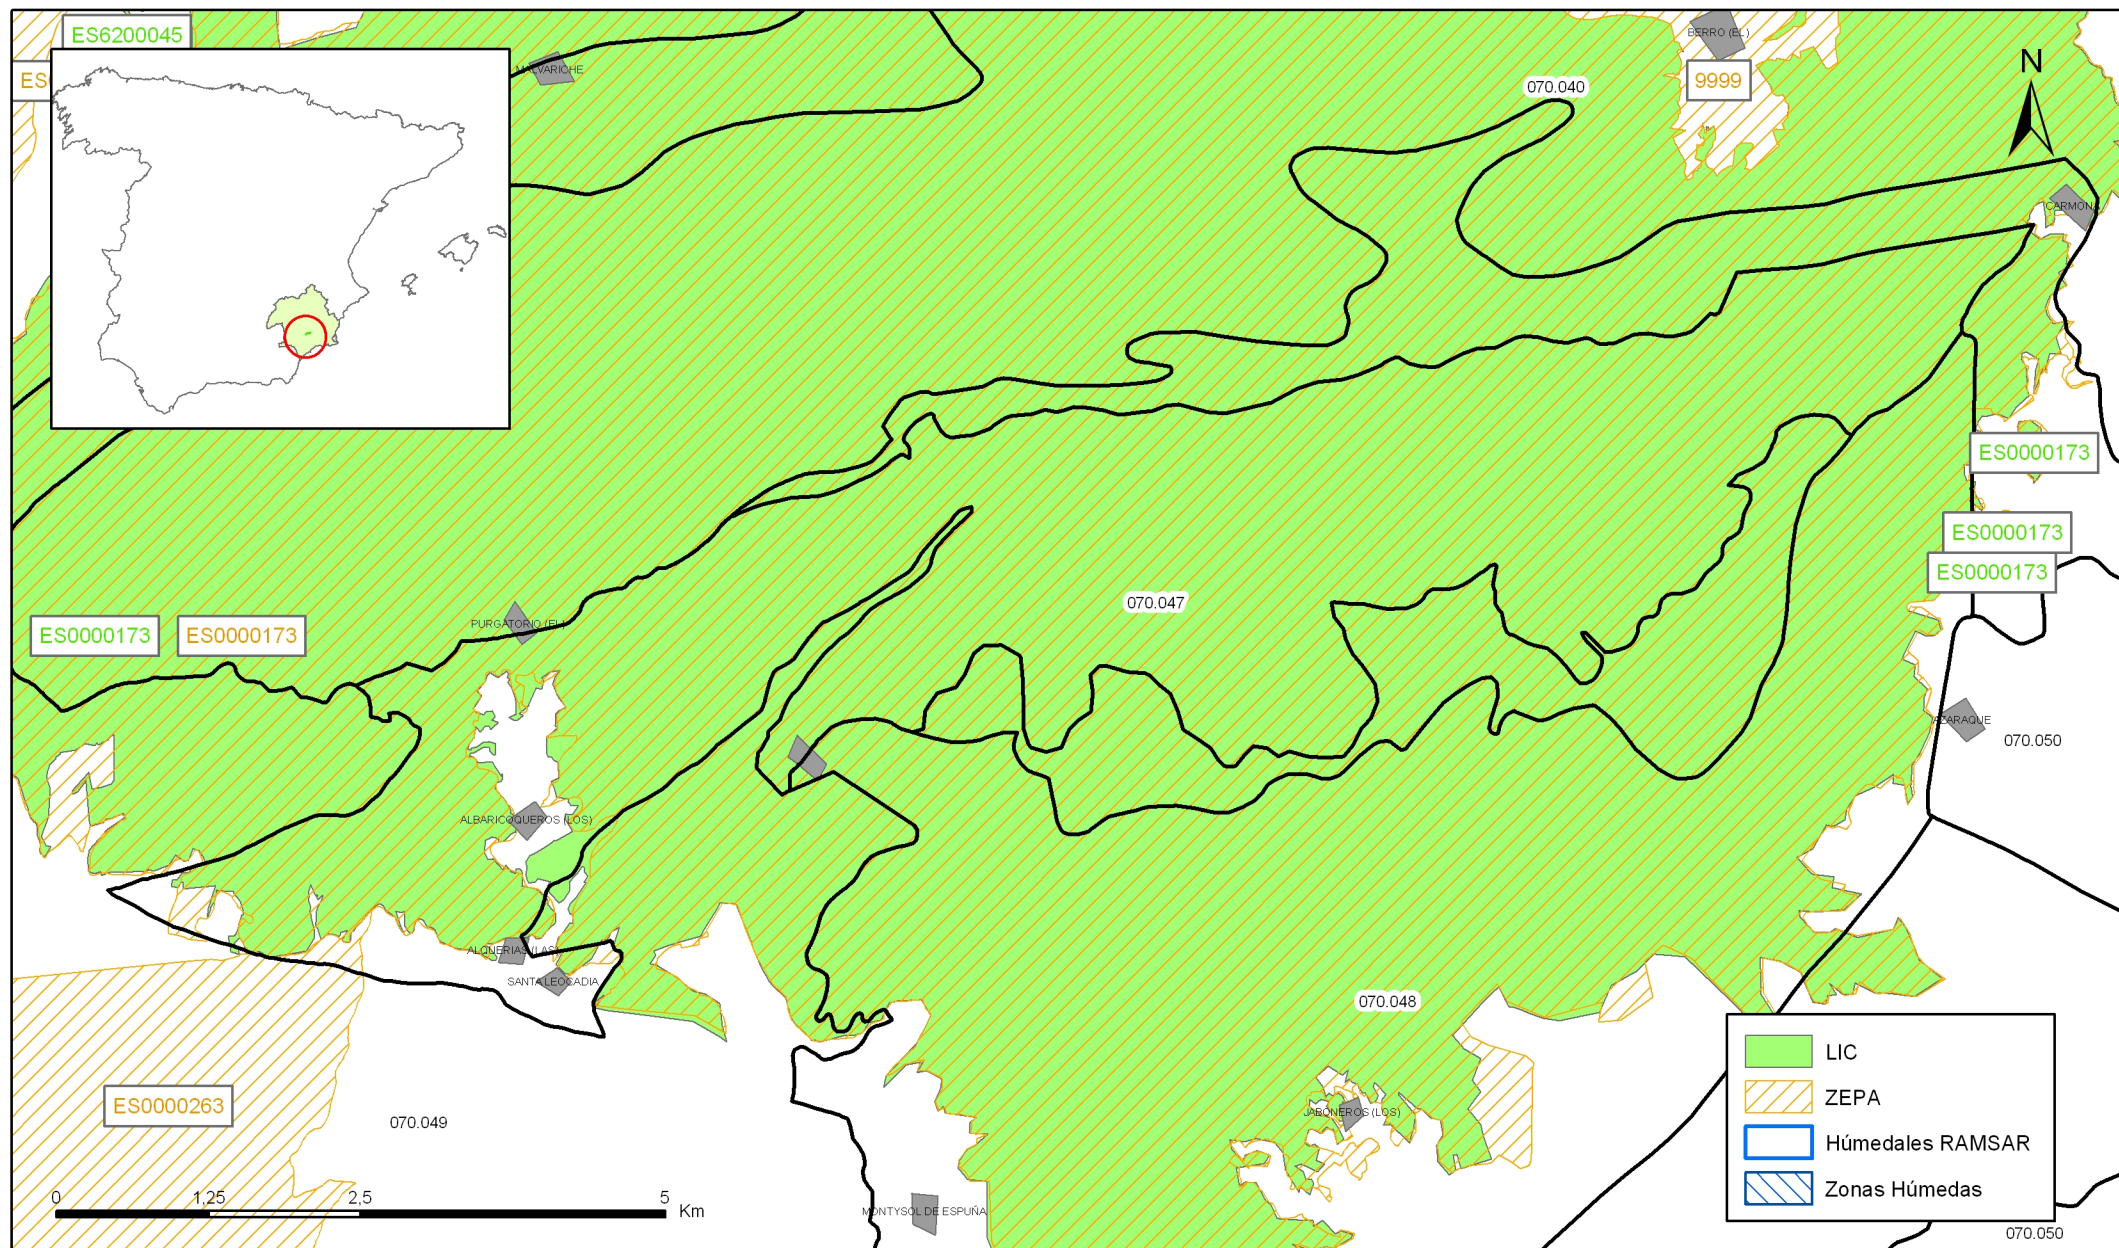 ES6200045
BERRO (EL)
N
MALVARICHE
ES
9999
070.040
CARMONA
ES0000173
ES0000173
ES0000173
070.047
PURGATORIO (EL)
ES0000173
ES0000173
AZARAQUE
070.050
ALBARICOQUEROS (LOS)
ALQUERIAS (LAS)
SANTA LEOCADIA
070.048
LIC
ZEPA
Húmedales RAMSAR
Zonas Húmedas
ES0000263
070.049
JABONEROS (LOS)
0 1,25 2,5 5 Km
MONTYSOL DE ESPUÑA
070.050